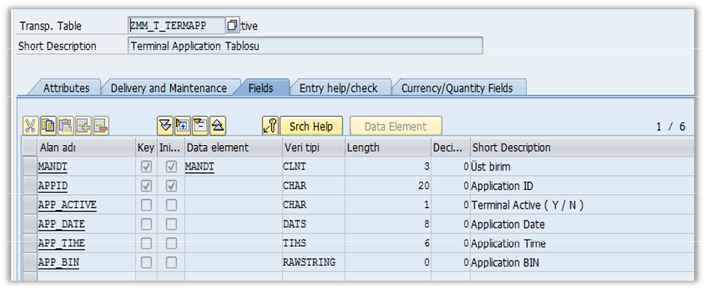 Transp. Table ZMM_T_TERMAPP tive
Short Description Terminal Application Tablosu
Attributes Delivery and Maintenance Fields Entry help/check Currency/Quantity Fields
Srch Help Data Element 1 / 6
Alan adı Key Ini... Data element Veri tipi Length Deci... Short Description
MANDT MANDT CLNT 3 0 Üst birim
APPID CHAR 20 0 Application ID
APP_ACTIVE CHAR 1 0 Terminal Active ( Y / N )
APP_DATE DATS 8 0 Application Date
APP_TIME TIMS 6 0 Application Time
APP_BIN RAWSTRING 0 0 Application BIN